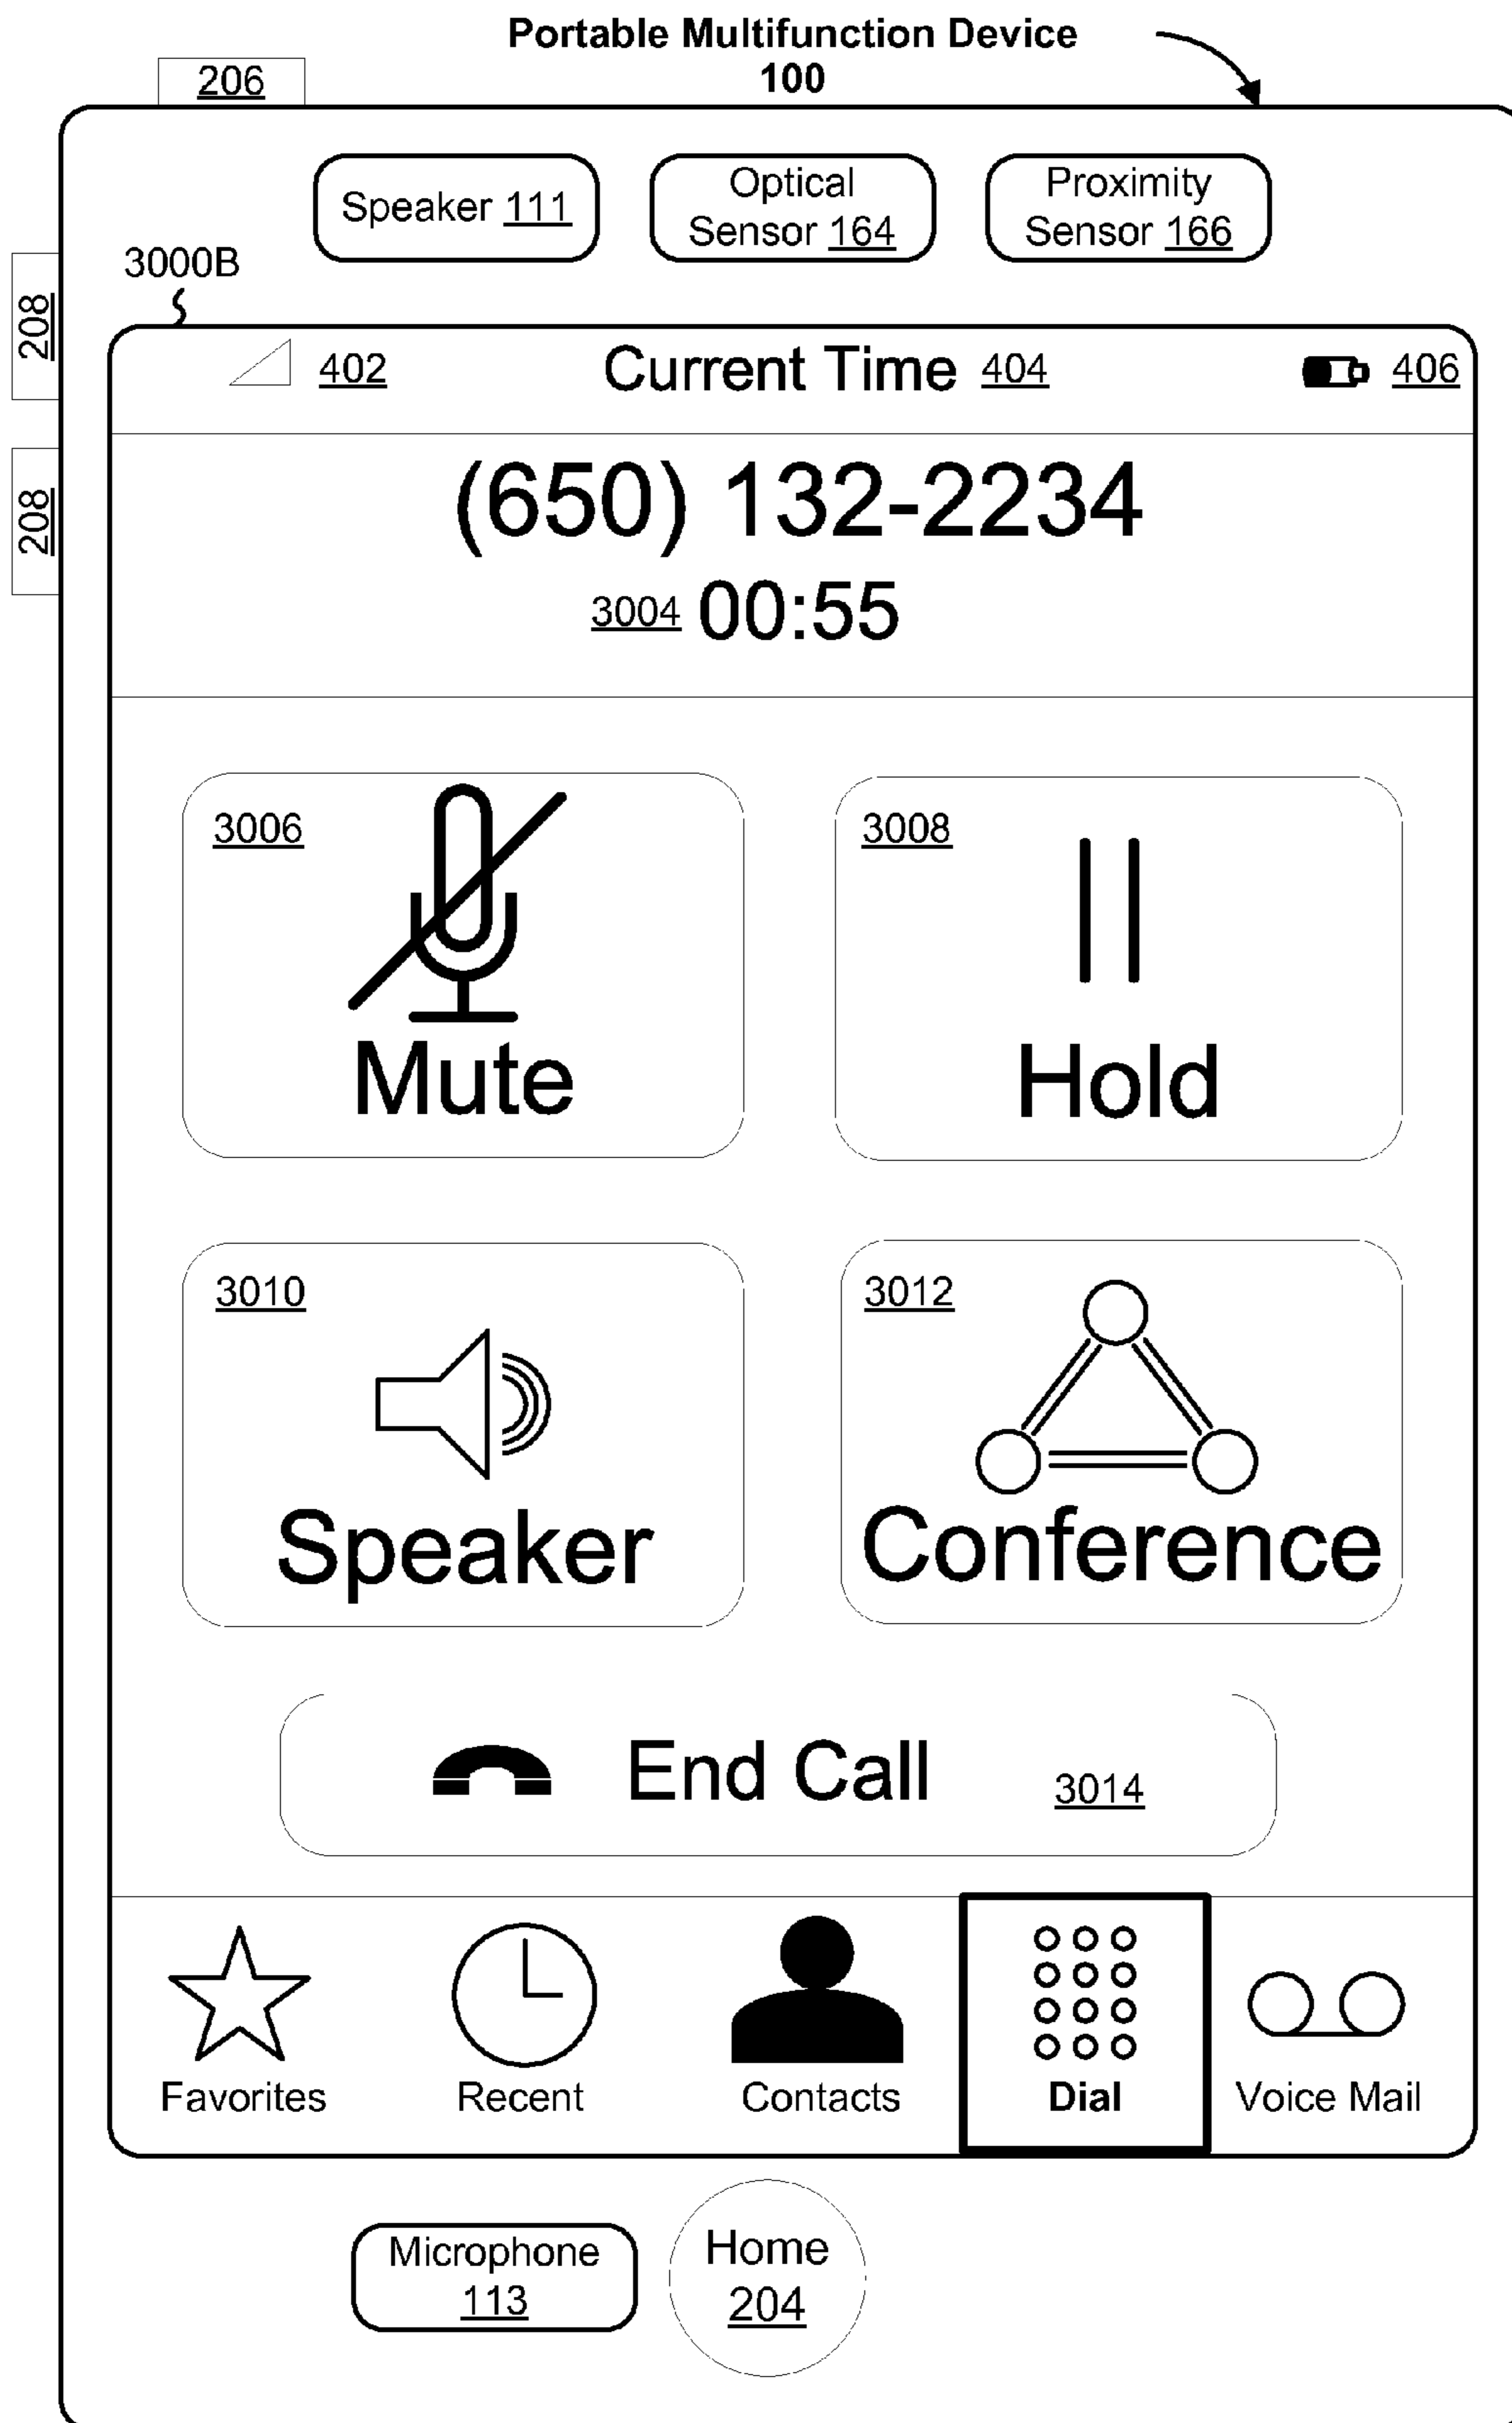 Portable Multifunction Device
100
206
Speaker 111
Optical
Sensor 164
Proximity
Sensor 166
3000B
208
208
402
Current Time 404
406
(650) 132-2234
3004 00:55
3006
Mute
3008
Hold
3010
Speaker
3012
Conference
End Call 3014
Favorites
Recent
Contacts
Dial
Voice Mail
Microphone
113
Home
204